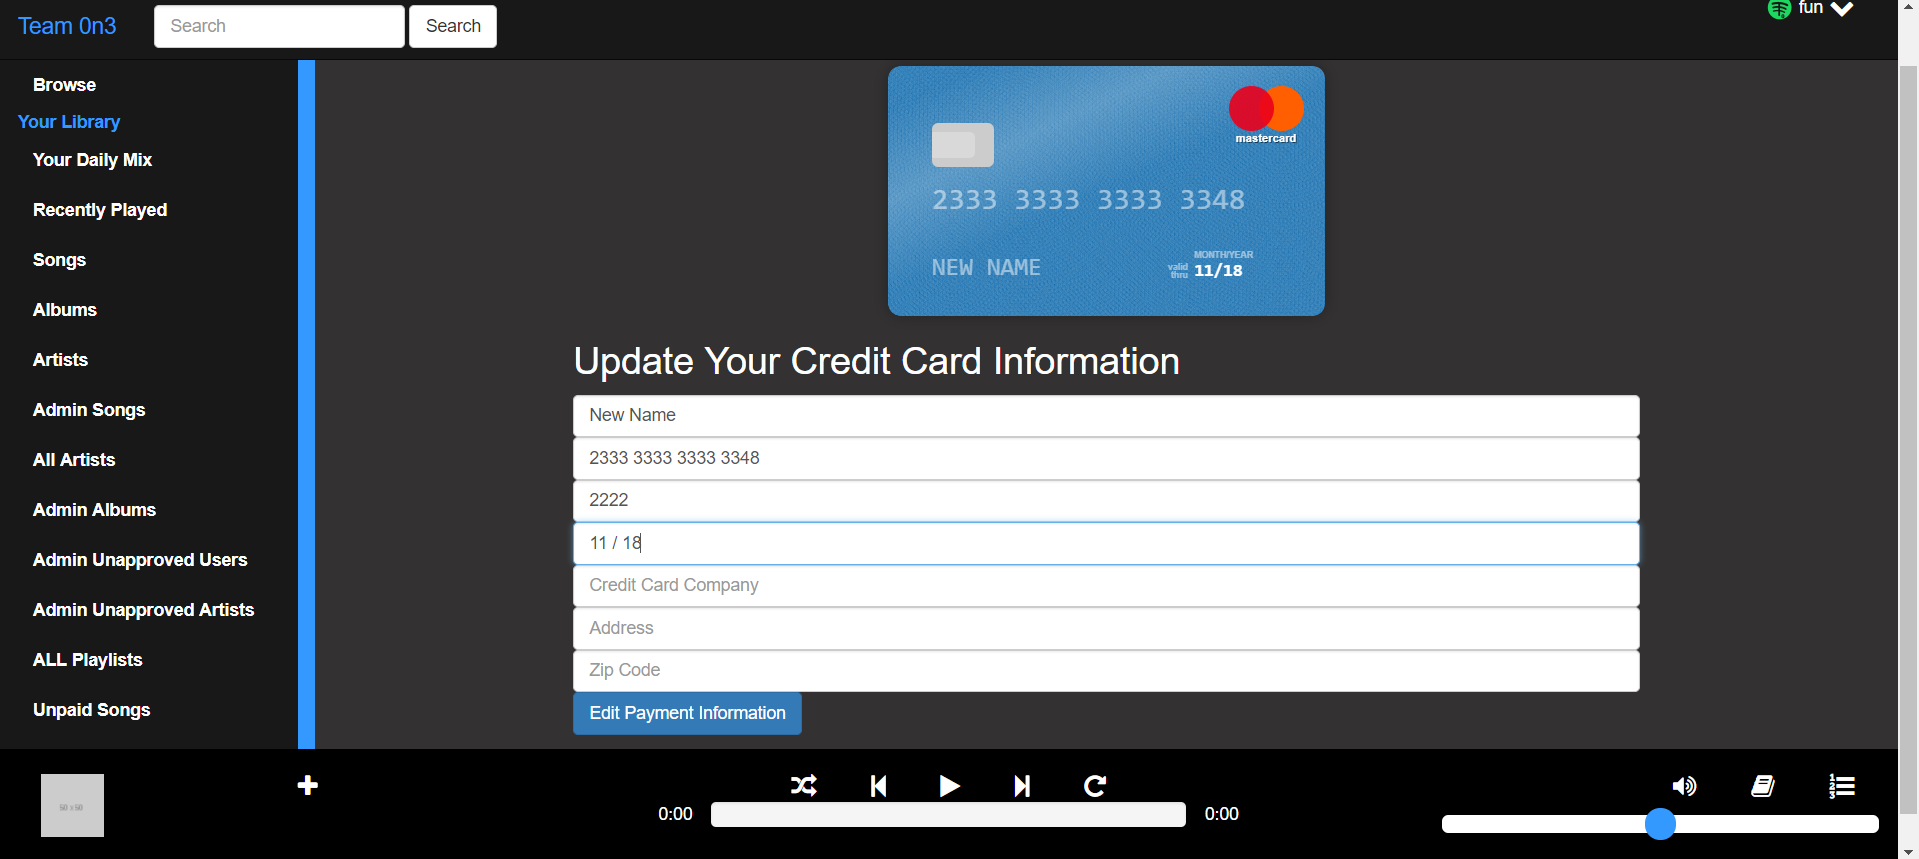 Team 0n3
Search
Search
fun
Browse
Your Library
Your Daily Mix
Recently Played
Songs
Albums
Artists
Admin Songs
All Artists
Admin Albums
Admin Unapproved Users
Admin Unapproved Artists
ALL Playlists
Unpaid Songs
mastercard
2333 3333 3333 3348
MONTH/YEAR
valid
thru
11/18
NEW NAME
Update Your Credit Card Information
New Name
2333 3333 3333 3348
2222
11 / 18
Credit Card Company
Address
Zip Code
Edit Payment Information
50 x 50
0:00
0:00